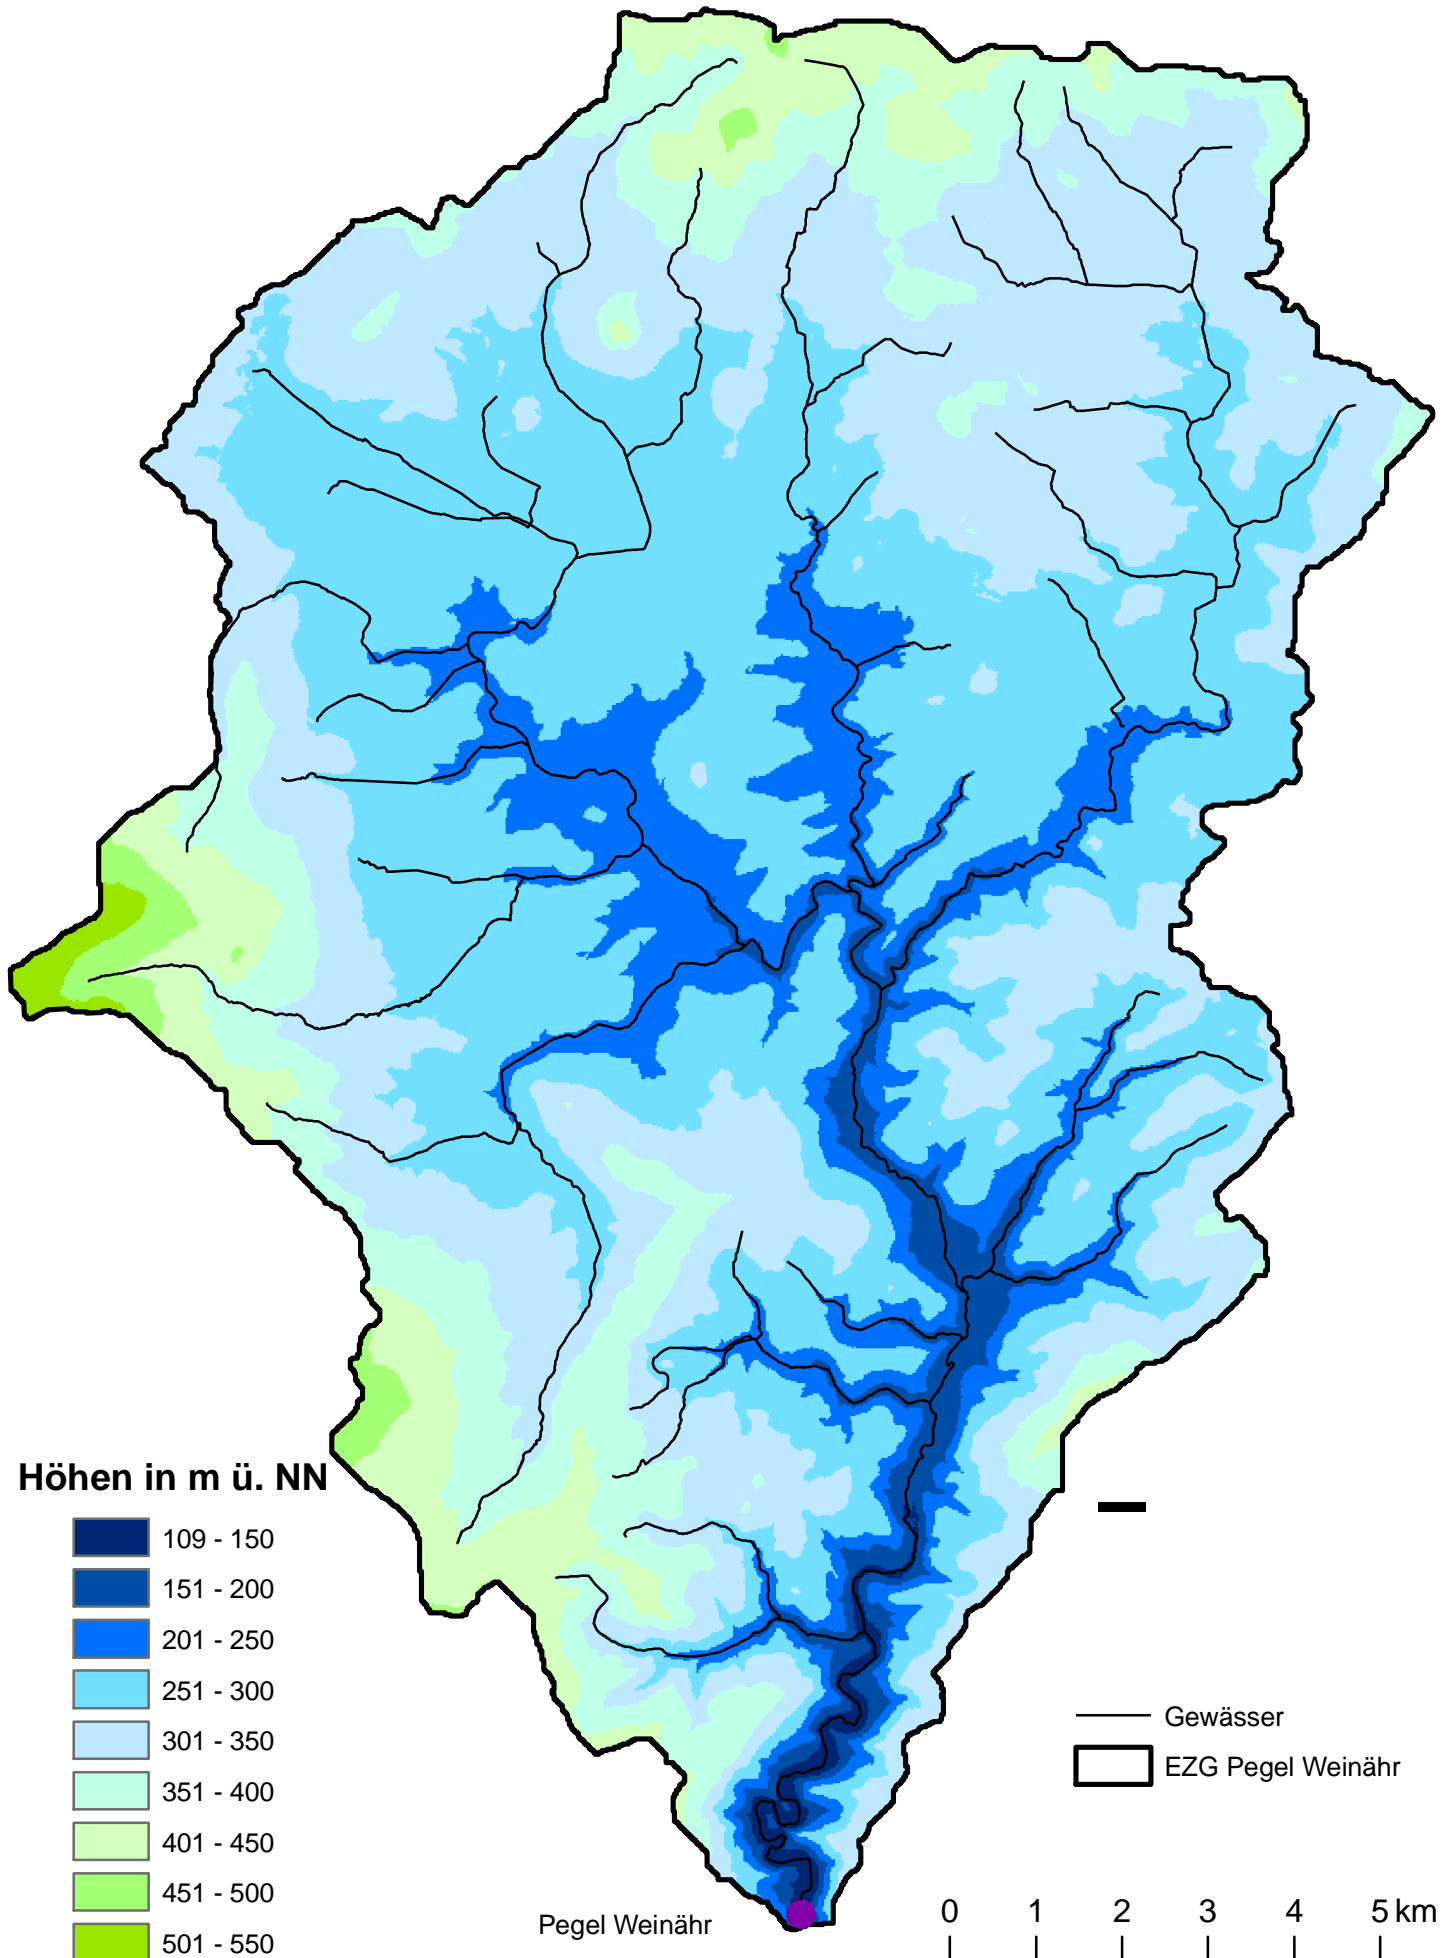 Höhen in m ü. NN
109 - 150
151 - 200
201 - 250
251 - 300
301 - 350
351 - 400
401 - 450
451 - 500
501 - 550
Gewässer
EZG Pegel Weinähr
Pegel Weinähr
0 1 2 3 4 5 km